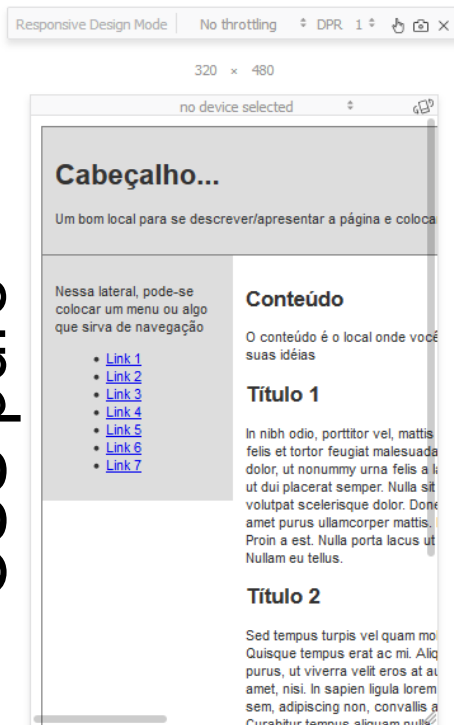 Responsive Design Mode No throttling DPR 1
320 × 480
no device selected
Cabeçalho...
Um bom local para se descrever/apresentar a página e
Nessa lateral, pode-se
colocar um menu ou algo
que sirva de navegação
Link 1
Link 2
Link 3
Link 4
Link 5
Link 6
Link 7
Conteúdo
O conteúdo é o local onde você
suas idéias
Título 1
In nibh odio, porttitor vel, mattis
felis et tortor feugiat malesuada
dolor, ut nonummy urna felis a
ut dui placerat semper. Nulla sit
volutpat scelerisque dolor.
amet purus ullamcorper mattis.
Proin a est. Nulla porta lacus ut
Nullam eu tellus.
Título 2
Sed tempus turpis vel quam
Quisque tempus erat ac mi.
purus, ut viverra velit eros at
amet, nisi. In sapien ligula lorem
sem, adipiscing non, convallis
Curabitur tempus aliquam